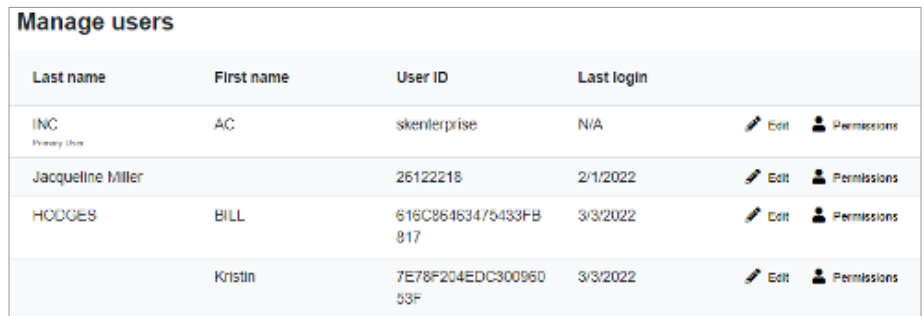 Manage users
Last name First name User ID Last login
INC AC skenterprise N/A Edit Permissions
Primary User
Jacqueline Miller 26122218 2/1/2022 Edit Permissions
HODGES BILL 616C86463475433FB 3/3/2022 Edit Permissions
817
Kristin 7E78F204EDC300960 3/3/2022 Edit Permissions
53F